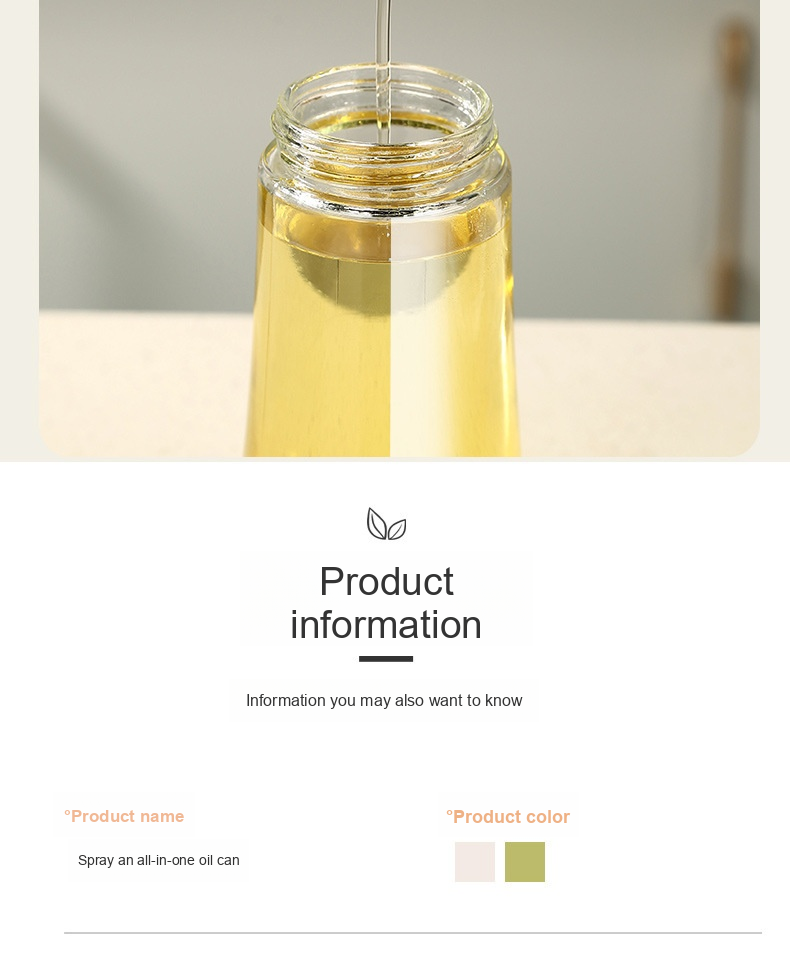 Product
information
Information you may also want to know
°Product name
°Product color
Spray an all-in-one oil can